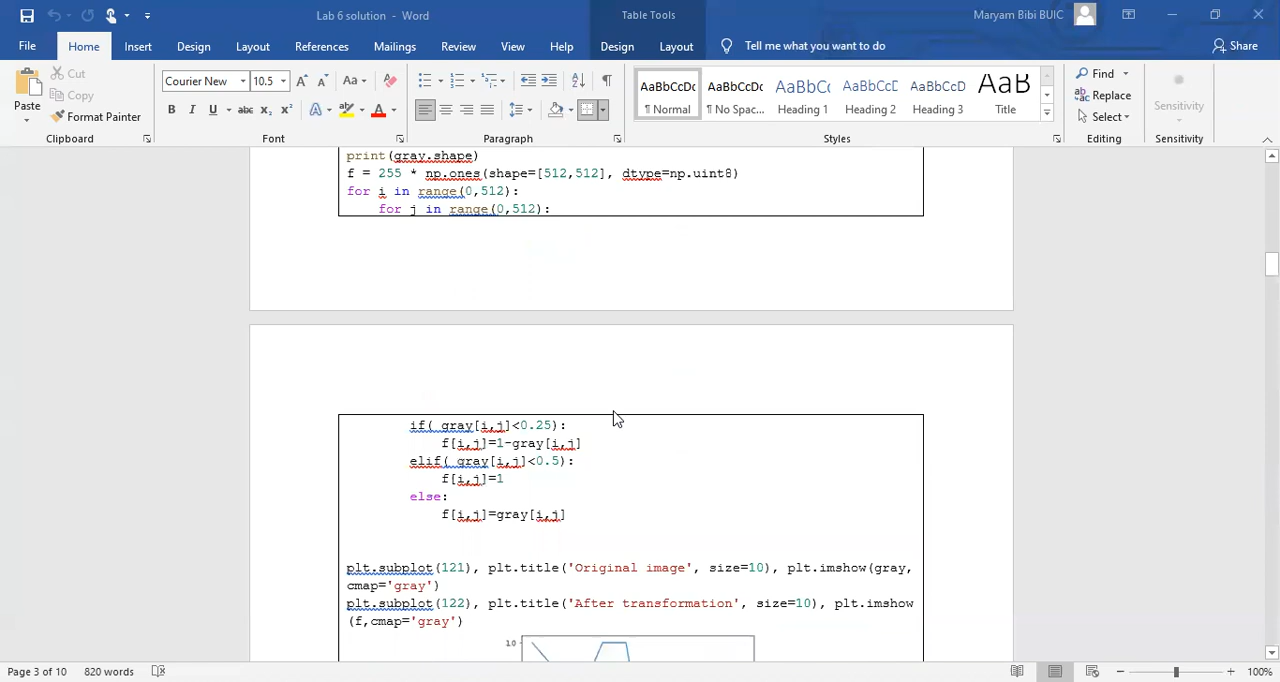 Lab 6 solution - Word
Table Tools
Maryam Bibi BUIC
File
Home
Insert
Design
Layout
References
Mailings
Review
View
Help
Design
Layout
Tell me what you want to do
Share
Paste
Cut
Copy
Format Painter
Clipboard
Courier New
10.5
Font
Paragraph
AaBbCcDc
¶ Normal
AaBbCcDc
¶ No Spac...
AaBbCc
Heading 1
AaBbCcD
Heading 2
AaBbCcD
Heading 3
AaB
Title
Styles
Find
Replace
Select
Editing
Sensitivity
Sensitivity
print(gray.shape)
f = 255 * np.ones(shape=[512,512], dtype=np.uint8)
for i in range(0,512):
for j in range(0,512):
if( gray[i,j]<0.25):
f[i,j]=1-gray[i,j]
elif( gray[i,j]<0.5):
f[i,j]=1
else:
f[i,j]=gray[i,j]
plt.subplot(121), plt.title('Original image', size=10), plt.imshow(gray,
cmap='gray')
plt.subplot(122), plt.title('After transformation', size=10), plt.imshow
(f,cmap='gray')
1.0
Page 3 of 10
820 words
100%